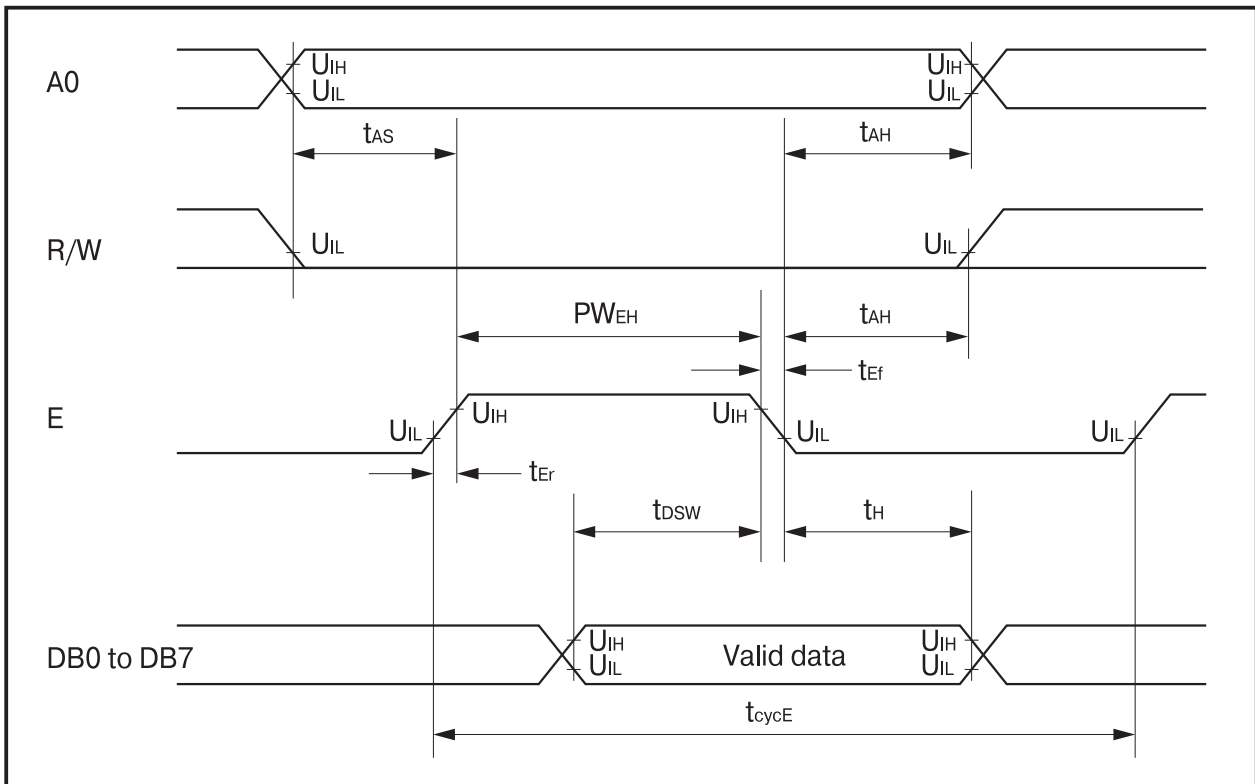 A0
UIH
UIL
UIH
UIL
tAS
tAH
R/W
UIL
UIL
PWEH
tAH
tEf
E
UIL
UIH
UIH
UIL
UIL
tEr
tDSW
tH
DB0 to DB7
UIH
UIL
Valid data
UIH
UIL
tcycE